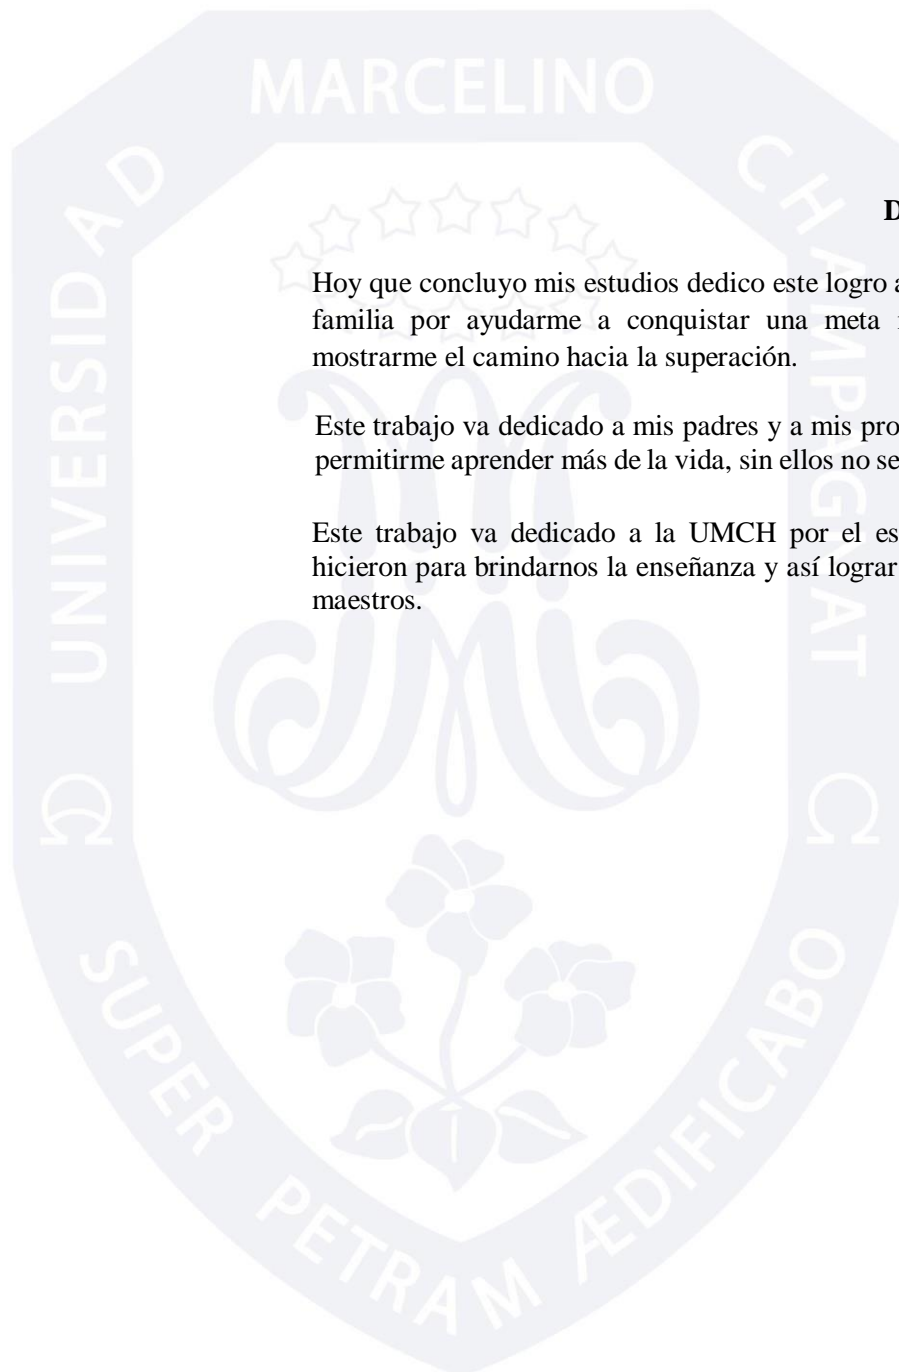 MARCELINO
UNIVERSIDAD
CHAMPAGNAT
D
Hoy que concluyo mis estudios dedico este logro a
familia por ayudarme a conquistar una meta
mostrarme el camino hacia la superación.
Este trabajo va dedicado a mis padres y a mis pro
permitirme aprender más de la vida, sin ellos no se
Este trabajo va dedicado a la UMCH por el es
hicieron para brindarnos la enseñanza y así lograr
maestros.
SUPER PETRAM ÆDIFICABO